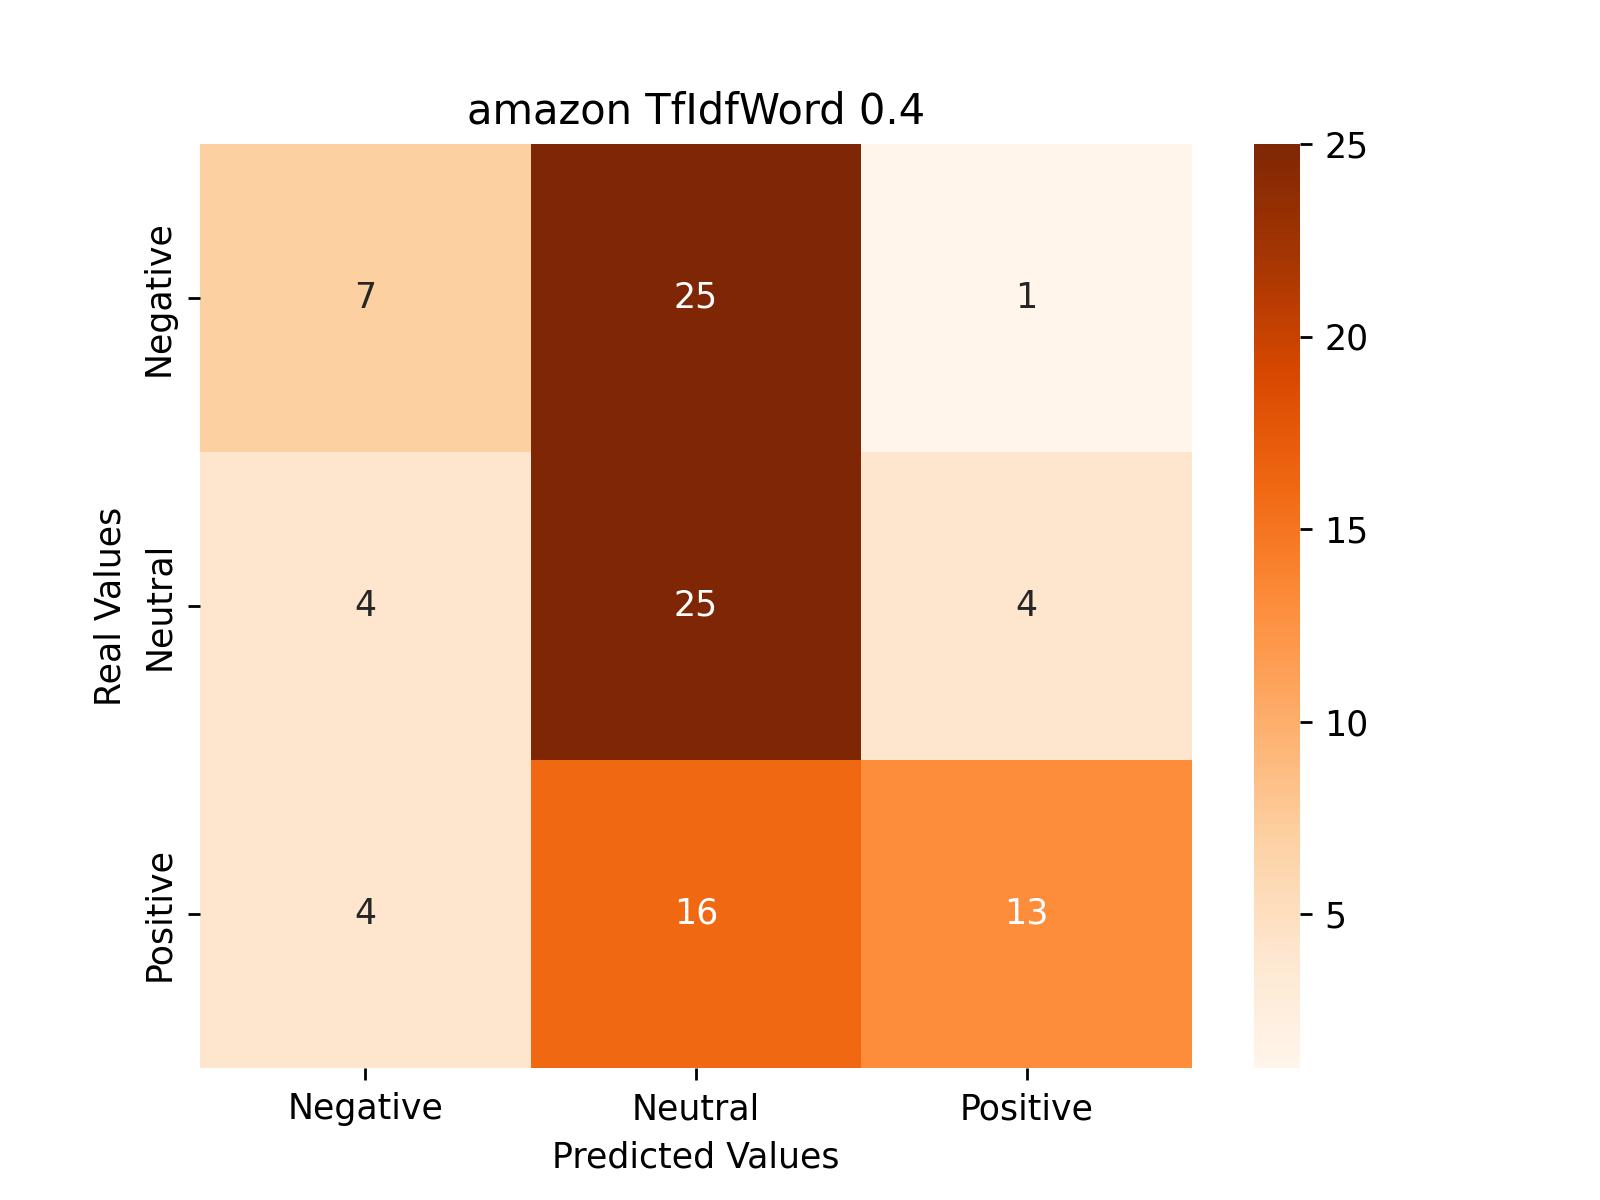 amazon TfIdfWord 0.4
Real Values
Negative
Neutral
Positive
7 25 1
4 25 4
4 16 13
Negative Neutral Positive
Predicted Values
25
20
15
10
5